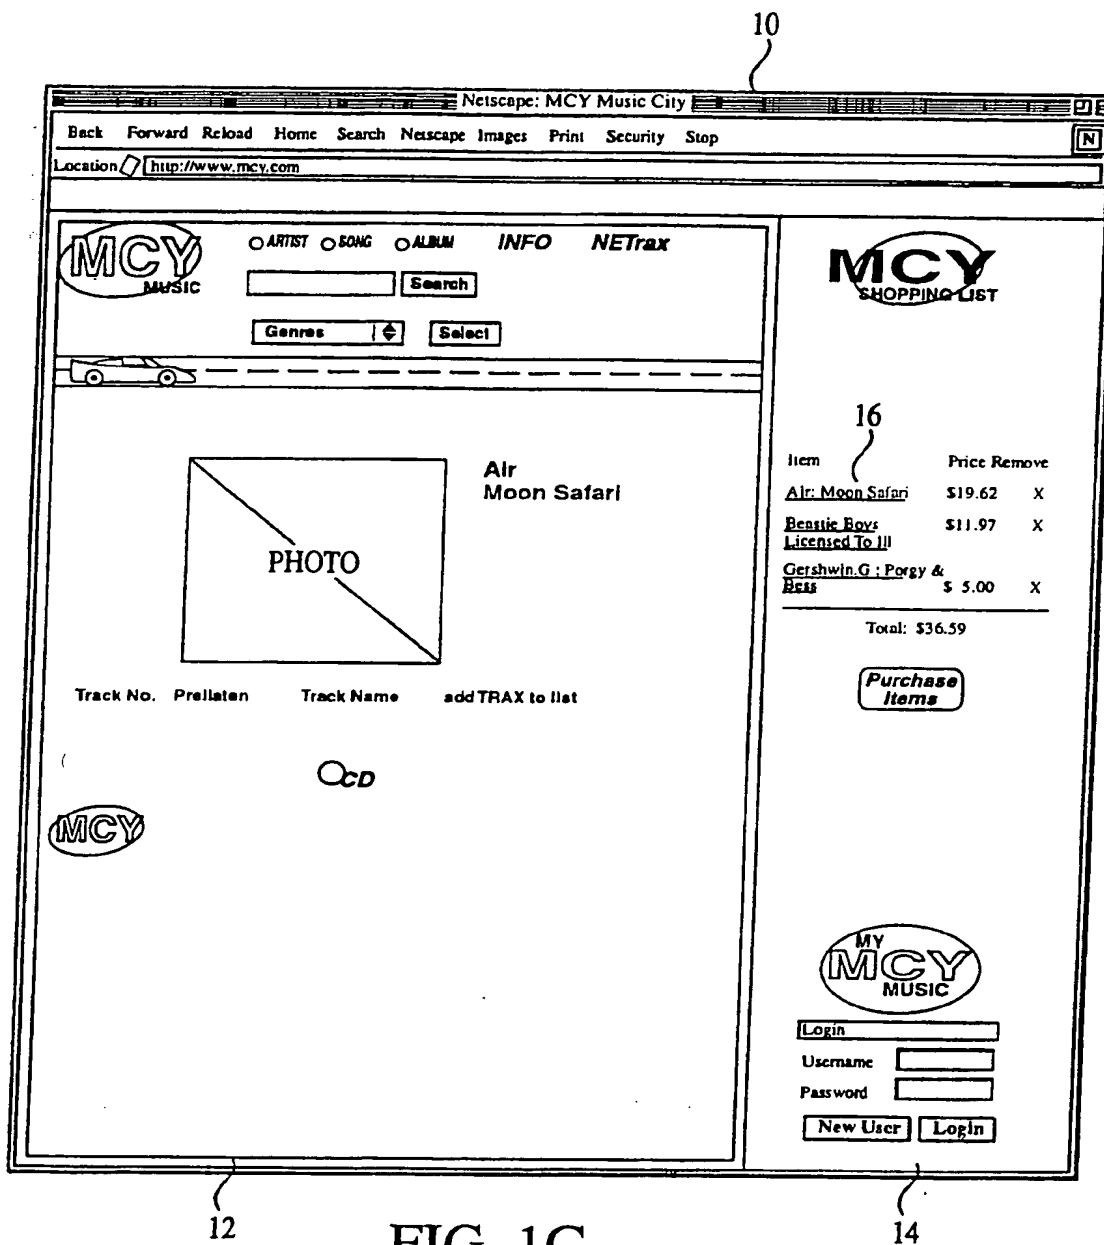 10
Netscape: MCY Music City
Back Forward Reload Home Search Netscape Images Print Security Stop
N
Location http://www.mcy.com
MCY
MUSIC
ARTIST SONG ALBUM INFO NETrax
Search
Genres Select
MCY
SHOPPING LIST
Air
Moon Safari
PHOTO
Track No. Prelisten Track Name add TRAX to list
CD
MCY
16
Item Price Remove
Air: Moon Safari $19.62 X
Beastie Boys $11.97 X
Licensed To Ill
Gershwin.G ; Porgy &
Bess $ 5.00 X
Total: $36.59
Purchase
Items
MY
MCY
MUSIC
Login
Username
Password
New User Login
12
14
FIG. 1C